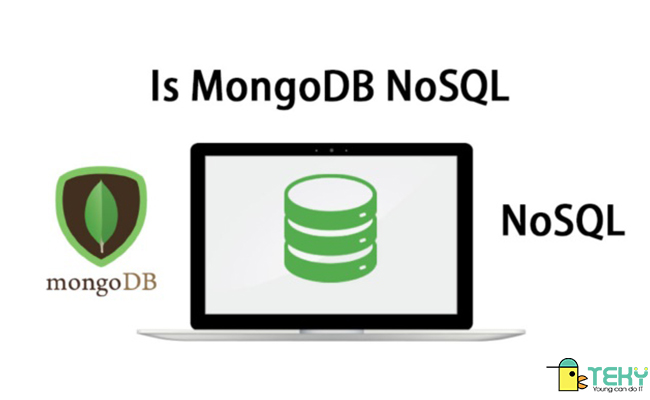 Is MongoDB NoSQL
mongoDB
NoSQL
TEKY
Young can do IT